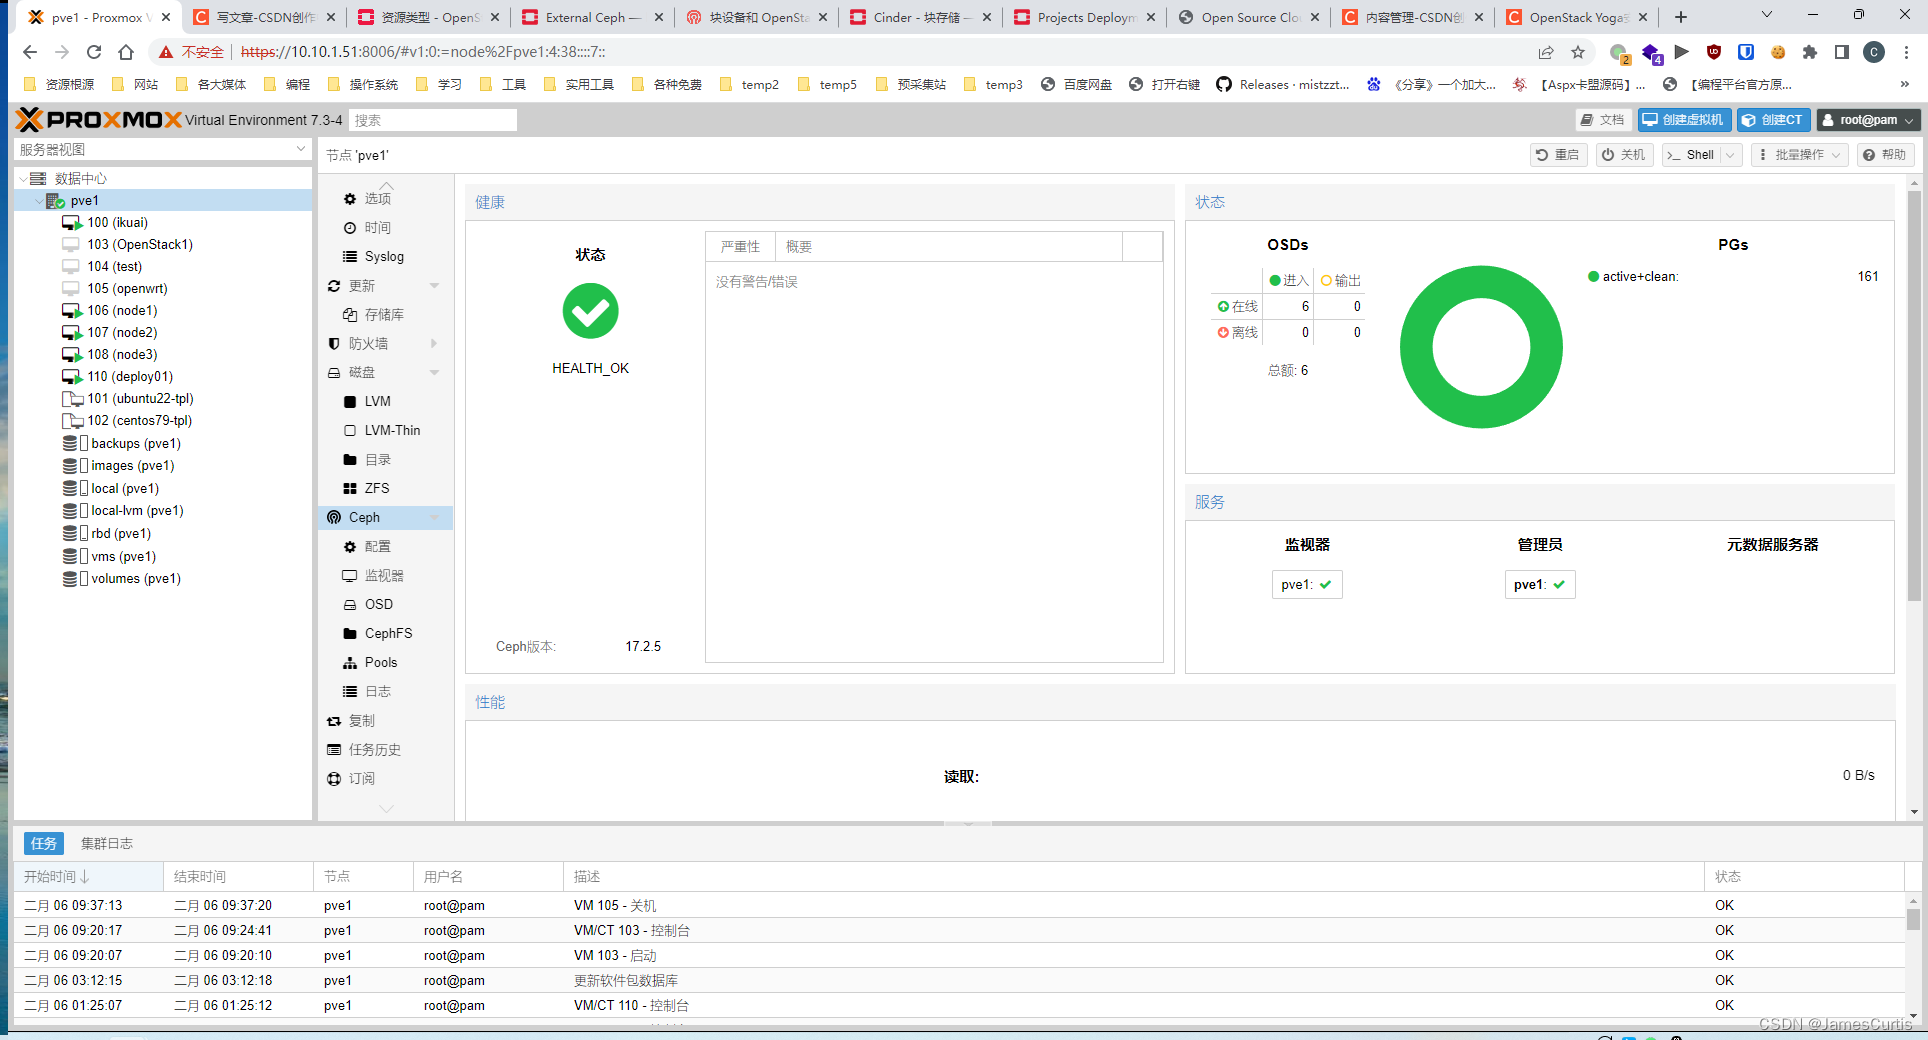 pve1 - Proxmox V
写文章-CSDN创作
资源类型 - OpenS
External Ceph —
块设备和 OpenSta
Cinder - 块存储 —
Projects Deploym
Open Source Clo
内容管理-CSDN创
OpenStack Yoga
不安全
https://10.10.1.51:8006/#v1:0:=node%2Fpve1:4:38::::7::
2
4
C
资源根源
网站
各大媒体
编程
操作系统
学习
工具
实用工具
各种免费
temp2
temp5
预采集站
temp3
百度网盘
打开右键
Releases · mistzzt...
《分享》一个加大...
【Aspx卡盟源码】...
【编程平台官方原...
»
PROXMOX Virtual Environment 7.3-4
搜索
文档
创建虚拟机
创建CT
root@pam
服务器视图
节点 'pve1'
重启
关机
Shell
批量操作
帮助
数据中心
pve1
100 (ikuai)
103 (OpenStack1)
104 (test)
105 (openwrt)
106 (node1)
107 (node2)
108 (node3)
110 (deploy01)
101 (ubuntu22-tpl)
102 (centos79-tpl)
backups (pve1)
images (pve1)
local (pve1)
local-lvm (pve1)
rbd (pve1)
vms (pve1)
volumes (pve1)
选项
时间
Syslog
更新
存储库
防火墙
磁盘
LVM
LVM-Thin
目录
ZFS
Ceph
配置
监视器
OSD
CephFS
Pools
日志
复制
任务历史
订阅
健康
状态
HEALTH_OK
Ceph版本:
17.2.5
严重性
概要
没有警告/错误
状态
OSDs
进入
输出
在线
6
0
离线
0
0
总额: 6
PGs
active+clean:
161
服务
监视器
管理员
元数据服务器
pve1:
pve1:
性能
读取:
0 B/s
任务
集群日志
开始时间↓
结束时间
节点
用户名
描述
状态
二月 06 09:37:13
二月 06 09:37:20
pve1
root@pam
VM 105 - 关机
OK
二月 06 09:20:17
二月 06 09:24:41
pve1
root@pam
VM/CT 103 - 控制台
OK
二月 06 09:20:07
二月 06 09:20:10
pve1
root@pam
VM 103 - 启动
OK
二月 06 03:12:15
二月 06 03:12:18
pve1
root@pam
更新软件包数据库
OK
二月 06 01:25:07
二月 06 01:25:12
pve1
root@pam
VM/CT 110 - 控制台
OK
CSDN @JamesCurtis